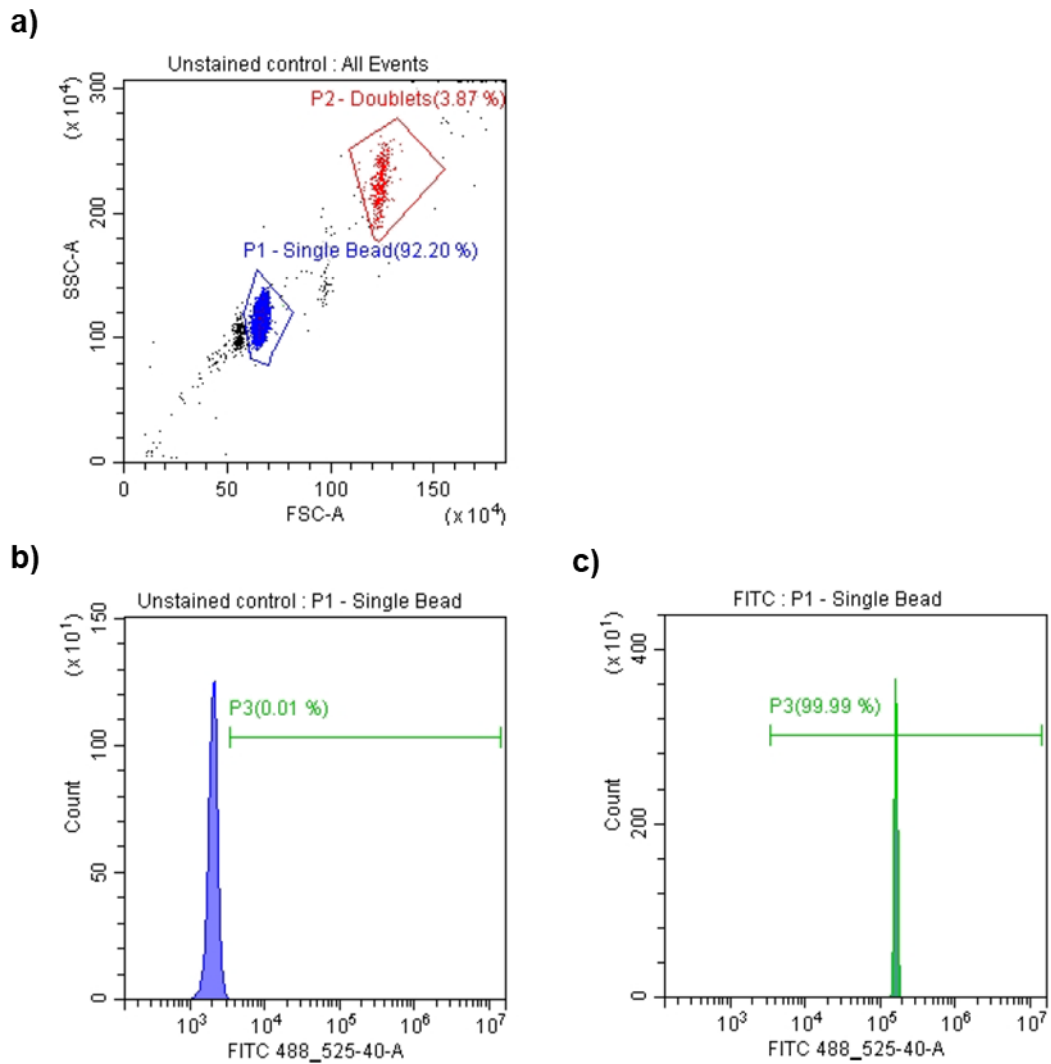 a)
Unstained control : All Events
(x 10⁴)
300
P2 - Doublets(3.87 %)
200
P1 - Single Bead(92.20 %)
SSC-A
100
0
0 50 100 150
FSC-A (x 10⁴)
b)
Unstained control : P1 - Single Bead
150
(x 10¹)
P3(0.01 %)
100
Count
50
0
10³ 10⁴ 10⁵ 10⁶ 10⁷
FITC 488_525-40-A
c)
FITC : P1 - Single Bead
(x 10¹)
400
P3(99.99 %)
Count
200
0
10³ 10⁴ 10⁵ 10⁶ 10⁷
FITC 488_525-40-A